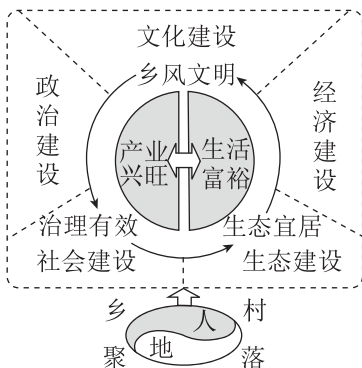 文化建设
乡风文明
政治建设
经济建设
产业兴旺
生活富裕
治理有效
生态宜居
社会建设
生态建设
乡村
人
地
聚落